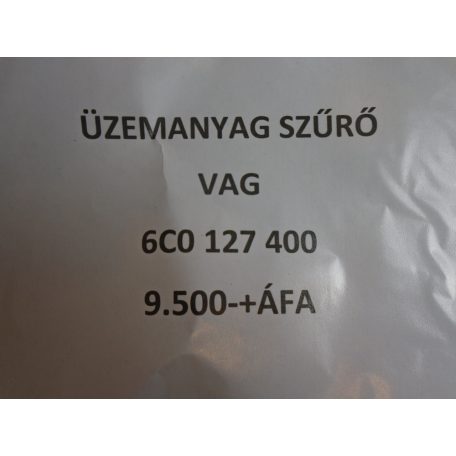 ÜZEMANYAG SZŰRŐ
VAG
6C0 127 400
9.500-+ÁFA